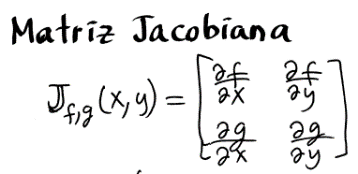 Matriz Jacobiana
J_{f,g}(x,y) = [ ∂f/∂x ∂f/∂y
∂g/∂x ∂g/∂y ]